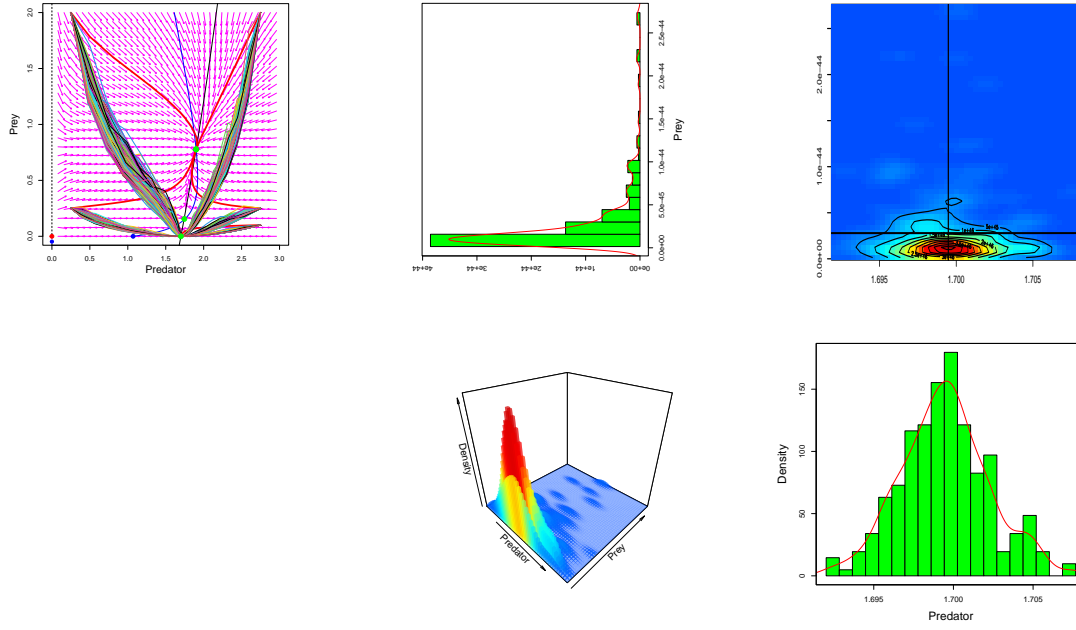 2.0
1.5
1.0
0.5
0.0
Prey
0.0
0.5
1.0
1.5
2.0
2.5
3.0
Predator
2.5e-44
2.0e-44
1.5e-44
1.0e-44
5.0e-45
0.0e+00
Prey
4e+44
3e+44
2e+44
1e+44
0e+00
2.0e-44
1.0e-44
0.0e+00
1.695
1.700
1.705
Density
Predator
Prey
150
100
50
0
Density
1.695
1.700
1.705
Predator